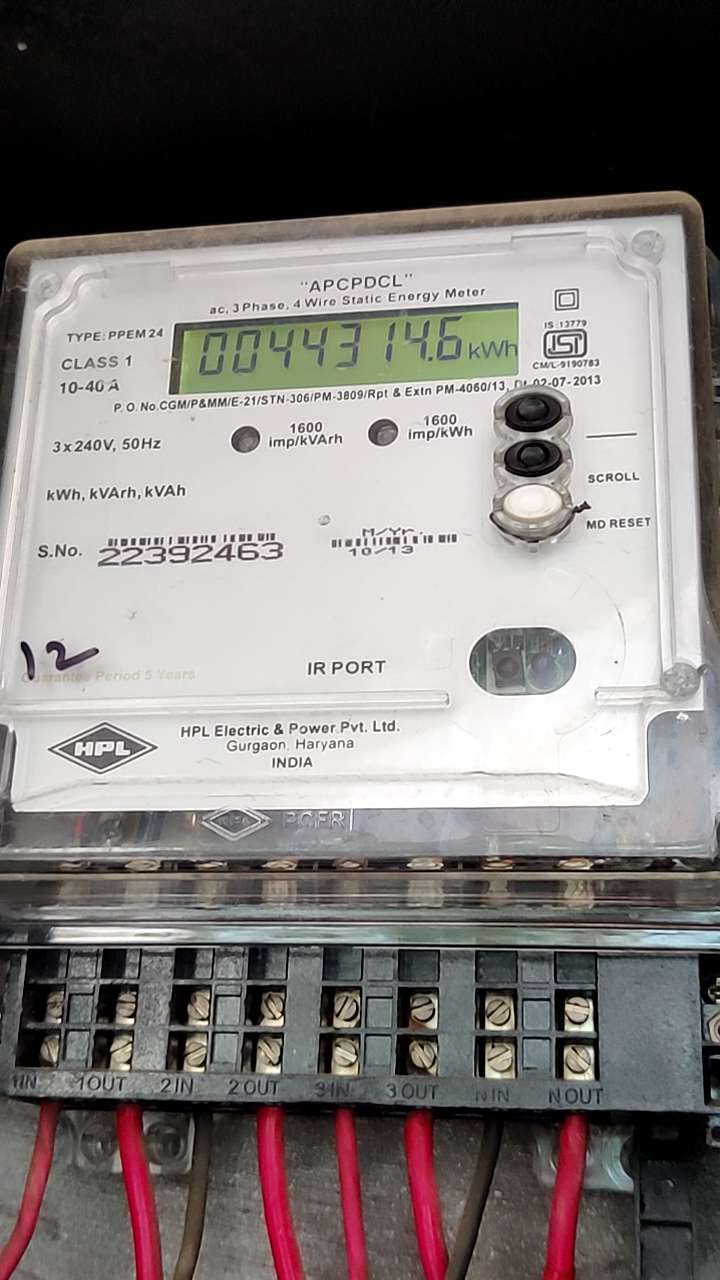 "APCPDCL"
ac, 3 Phase, 4 Wire Static Energy Meter
TYPE: PPEM 24
CLASS 1
10-40 A
0044314.6 kWh
IS 13779
ISI
CM/L-9190783
P.O.No.CGM/P&MM/E-21/STN-306/PM-3809/Rpt & Extn PM-4060/13, Dt.02-07-2013
3x240V, 50Hz
1600
imp/kVArh
1600
imp/kWh
SCROLL
MD RESET
kWh, kVArh, kVAh
S.No. 22392463
M/Yr.
10/13
12
Guarantee Period 5 Years
IR PORT
HPL
HPL Electric & Power Pvt. Ltd.
Gurgaon, Haryana
INDIA
HPL
1IN 1OUT 2IN 2OUT 3IN 3OUT NIN NOUT